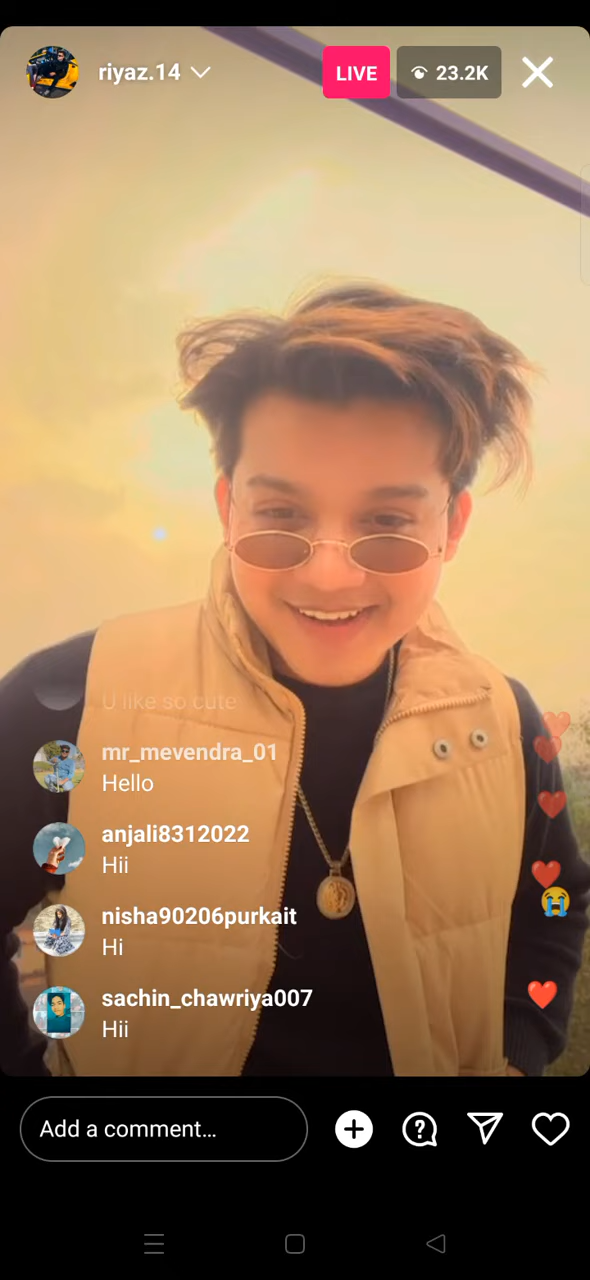 riyaz.14
LIVE
23.2K
U like so cute
mr_mevendra_01
Hello
anjali8312022
Hii
nisha90206purkait
Hi
sachin_chawriya007
Hii
Add a comment...